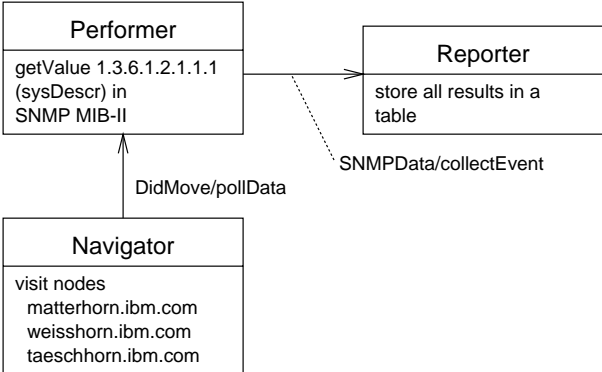 Performer
getValue 1.3.6.1.2.1.1.1
(sysDescr) in
SNMP MIB-II
Reporter
store all results in a
table
SNMPData/collectEvent
DidMove/pollData
Navigator
visit nodes
matterhorn.ibm.com
weisshorn.ibm.com
taeschhorn.ibm.com